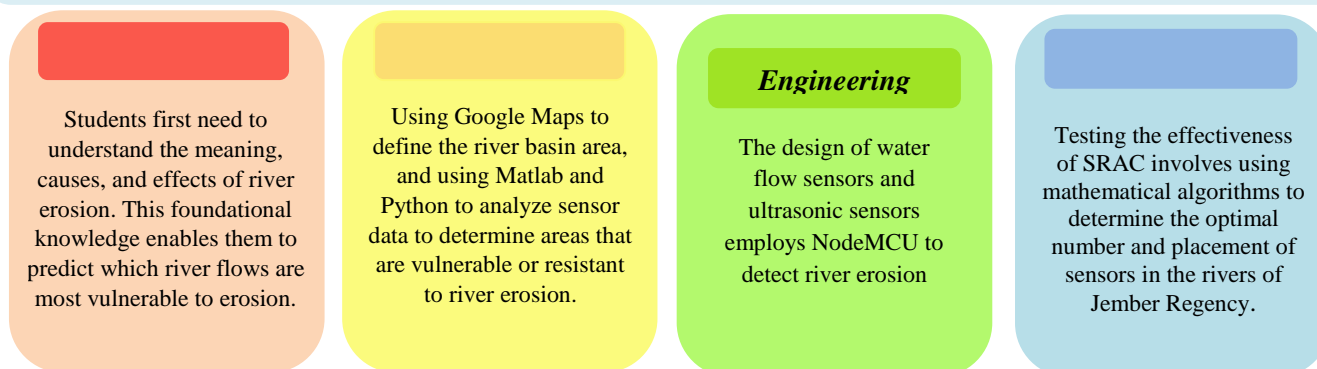 Students first need to
understand the meaning,
causes, and effects of river
erosion. This foundational
knowledge enables them to
predict which river flows are
most vulnerable to erosion.
Using Google Maps to
define the river basin area,
and using Matlab and
Python to analyze sensor
data to determine areas that
are vulnerable or resistant
to river erosion.
Engineering
The design of water
flow sensors and
ultrasonic sensors
employs NodeMCU to
detect river erosion
Testing the effectiveness
of SRAC involves using
mathematical algorithms to
determine the optimal
number and placement of
sensors in the rivers of
Jember Regency.